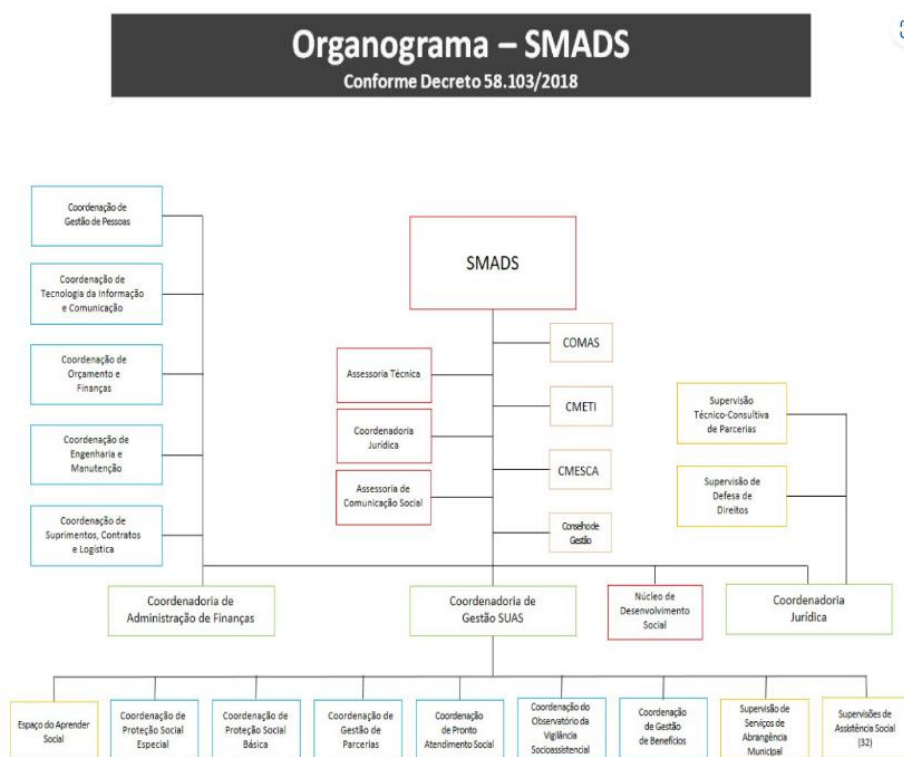 Organograma – SMADS
Conforme Decreto 58.103/2018
Coordenação de
Gestão de Pessoas
Coordenação de
Tecnologia da Informação
e Comunicação
Coordenação de
Orçamento e
Finanças
Coordenação de
Engenharia e
Manutenção
Coordenação de
Suprimentos, Contratos
e Logística
SMADS
Assessoria Técnica
Coordenadoria
Jurídica
Assessoria de
Comunicação Social
COMAS
CMETI
CMESCA
Conselho de
Gestão
Supervisão
Técnico-Consultiva
de Parcerias
Supervisão de
Defesa de
Direitos
Coordenadoria de
Administração de Finanças
Coordenadoria de
Gestão SUAS
Núcleo de
Desenvolvimento
Social
Coordenadoria
Jurídica
Espaço do Aprender
Social
Coordenação de
Proteção Social
Especial
Coordenação de
Proteção Social
Básica
Coordenação de
Gestão de
Parcerias
Coordenação
de Pronto
Atendimento Social
Coordenação do
Observatório da
Vigilância
Socioassistencial
Coordenação
de Gestão
de Benefícios
Supervisão de
Serviços de
Abrangência
Municipal
Supervisões de
Assistência Social
(32)